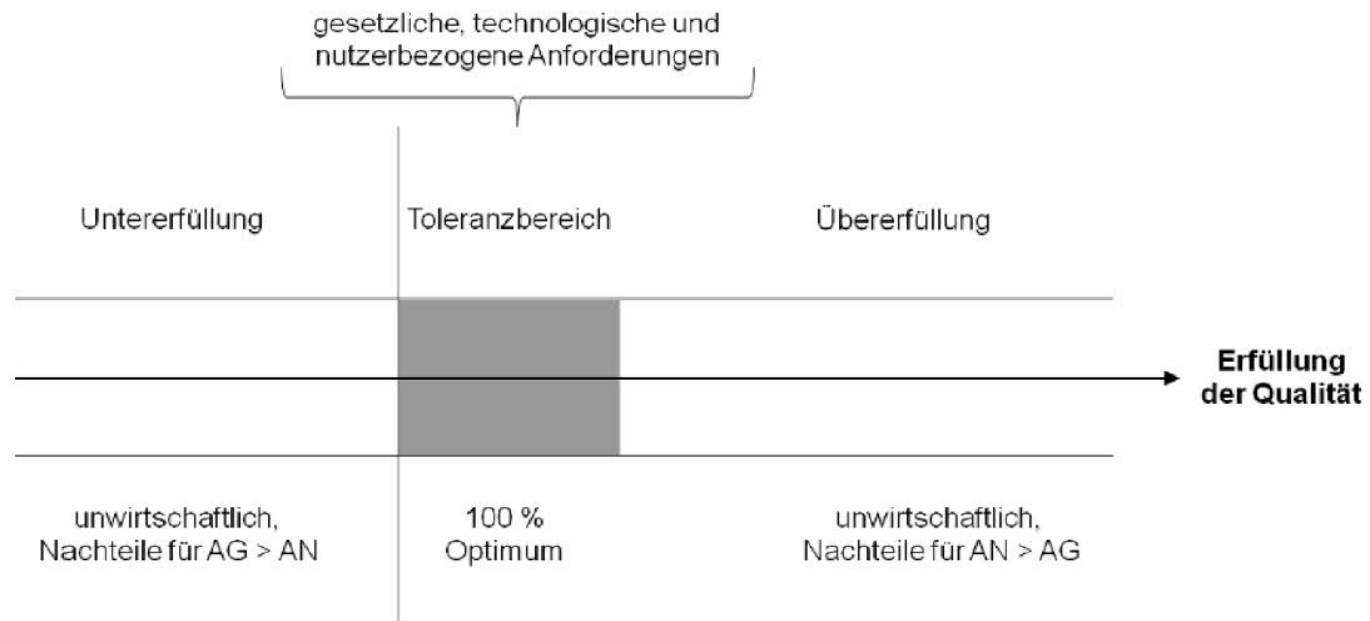 gesetzliche, technologische und
nutzerbezogene Anforderungen
Untererfüllung
Toleranzbereich
Übererfüllung
Erfüllung
der Qualität
unwirtschaftlich,
Nachteile für AG > AN
100 %
Optimum
unwirtschaftlich,
Nachteile für AN > AG